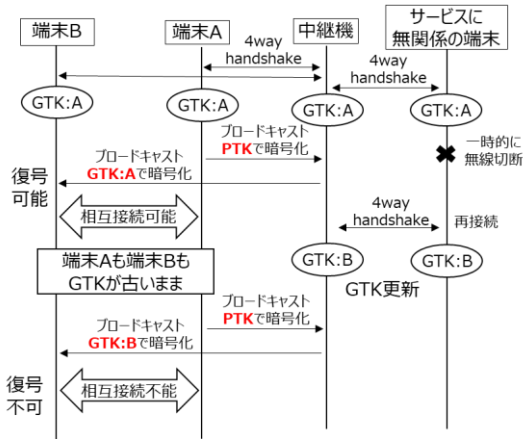 サービスに
無関係の端末
端末B
端末A
中継機
4way
handshake
4way
handshake
GTK:A
GTK:A
GTK:A
GTK:A
一時的に
無線切断
ブロードキャスト
PTKで暗号化
ブロードキャスト
GTK:Aで暗号化
復号
可能
相互接続可能
4way
handshake
再接続
GTK:B
GTK:B
端末Aも端末Bも
GTKが古いまま
GTK更新
ブロードキャスト
PTKで暗号化
ブロードキャスト
GTK:Bで暗号化
復号
不可
相互接続不能